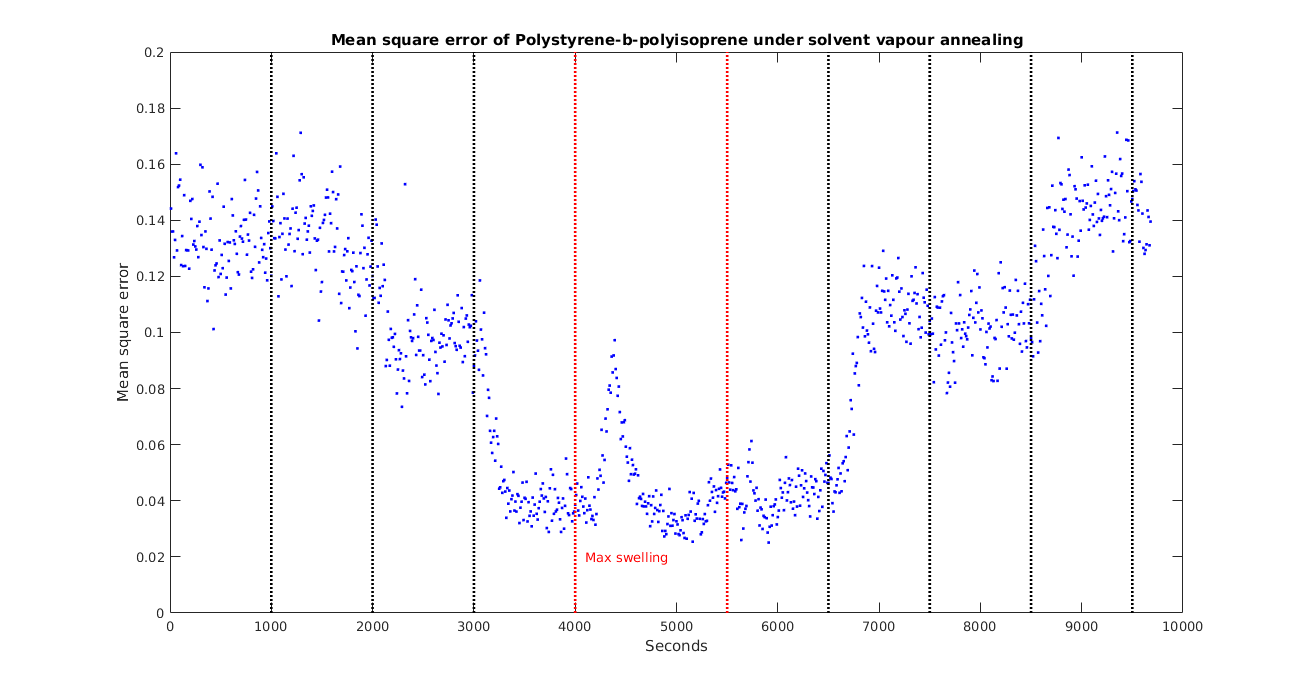 Mean square error of Polystyrene-b-polyisoprene under solvent vapour annealing
0.2
0.18
0.16
0.14
0.12
0.1
0.08
0.06
0.04
0.02
0
Mean square error
Max swelling
0 1000 2000 3000 4000 5000 6000 7000 8000 9000 10000
Seconds